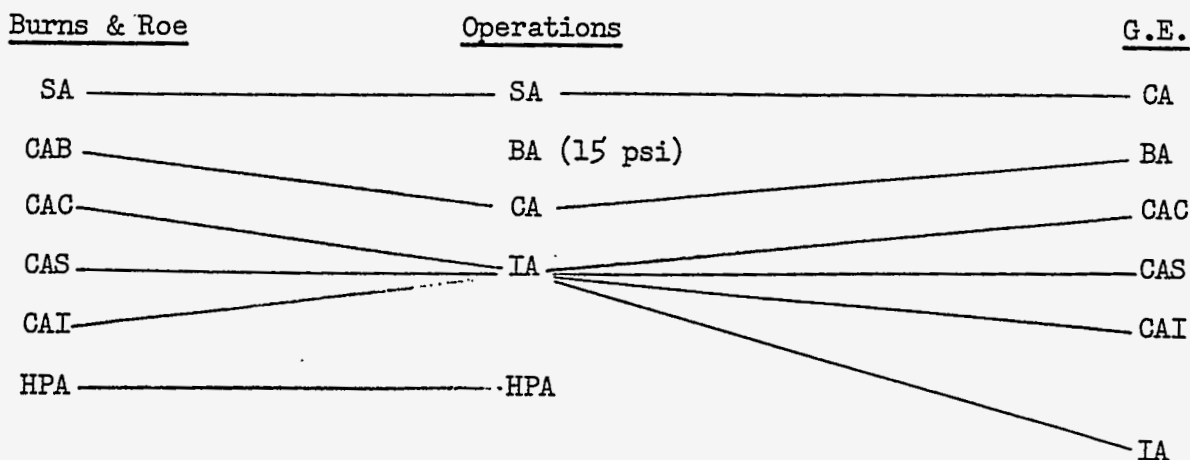 Burns & Roe Operations G.E.
SA SA CA
CAB BA (15 psi) BA
CAC CA CAC
CAS IA CAS
CAI CAI
HPA HPA
IA